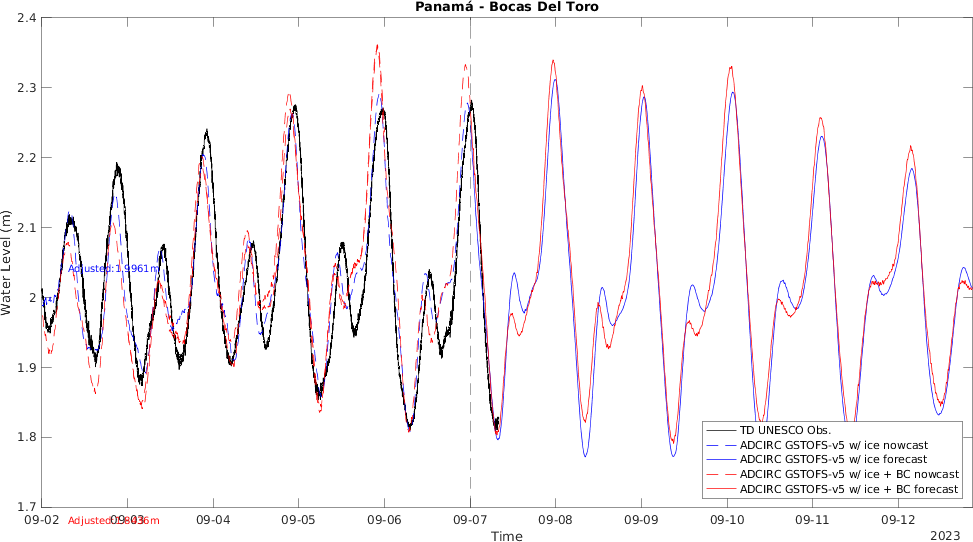 Panamá - Bocas Del Toro
Water Level (m)
2.4
2.3
2.2
2.1
2
1.9
1.8
1.7
Adjusted:1.9961m
TD UNESCO Obs.
ADCIRC GSTOFS-v5 w/ ice nowcast
ADCIRC GSTOFS-v5 w/ ice forecast
ADCIRC GSTOFS-v5 w/ ice + BC nowcast
ADCIRC GSTOFS-v5 w/ ice + BC forecast
09-02 09-03 09-04 09-05 09-06 09-07 09-08 09-09 09-10 09-11 09-12
Time
2023